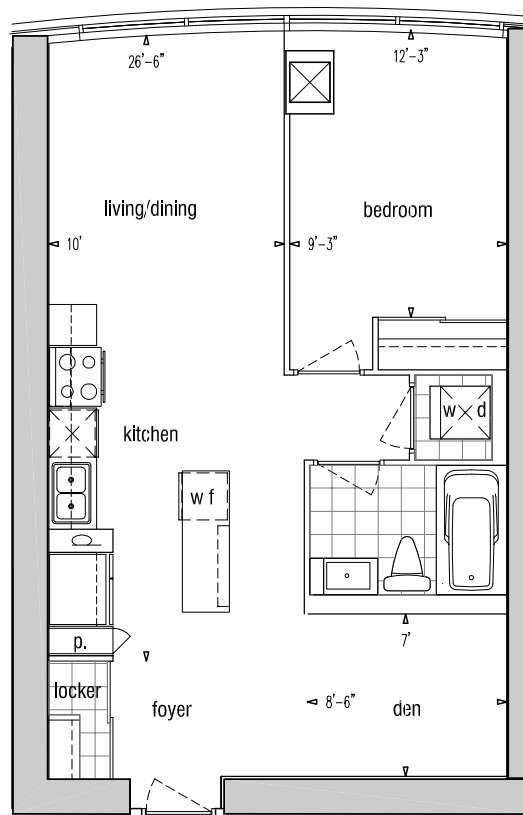 26'-6"
12'-3"
living/dining
bedroom
10'
9'-3"
w d
kitchen
w f
p.
7'
locker
8'-6"
foyer
den